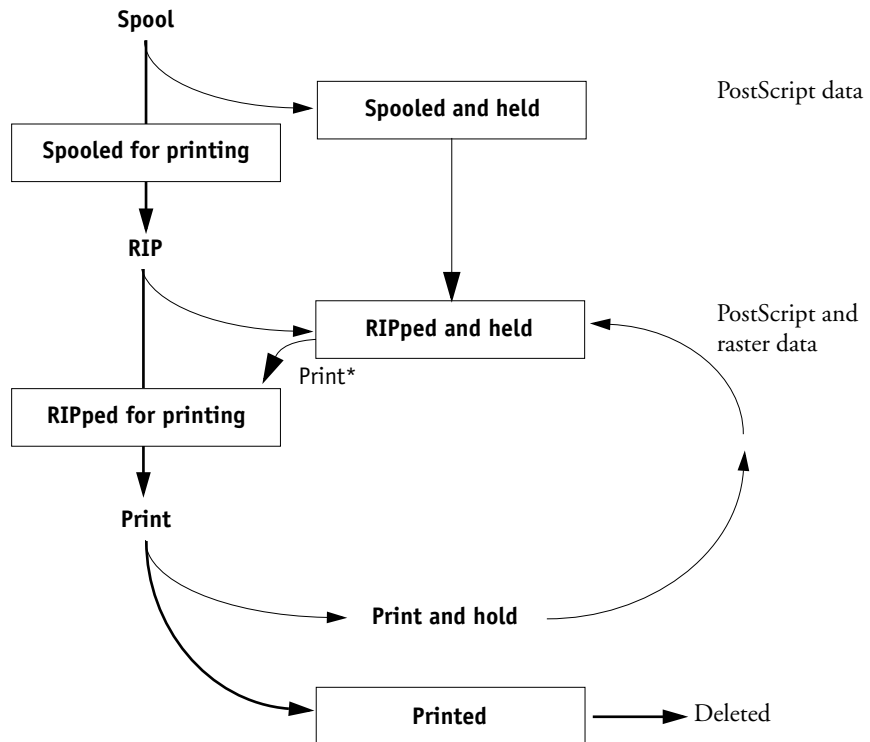 Spool
Spooled and held
PostScript data
Spooled for printing
RIP
RIPped and held
PostScript and
raster data
Print*
RIPped for printing
Print
Print and hold
Printed
Deleted